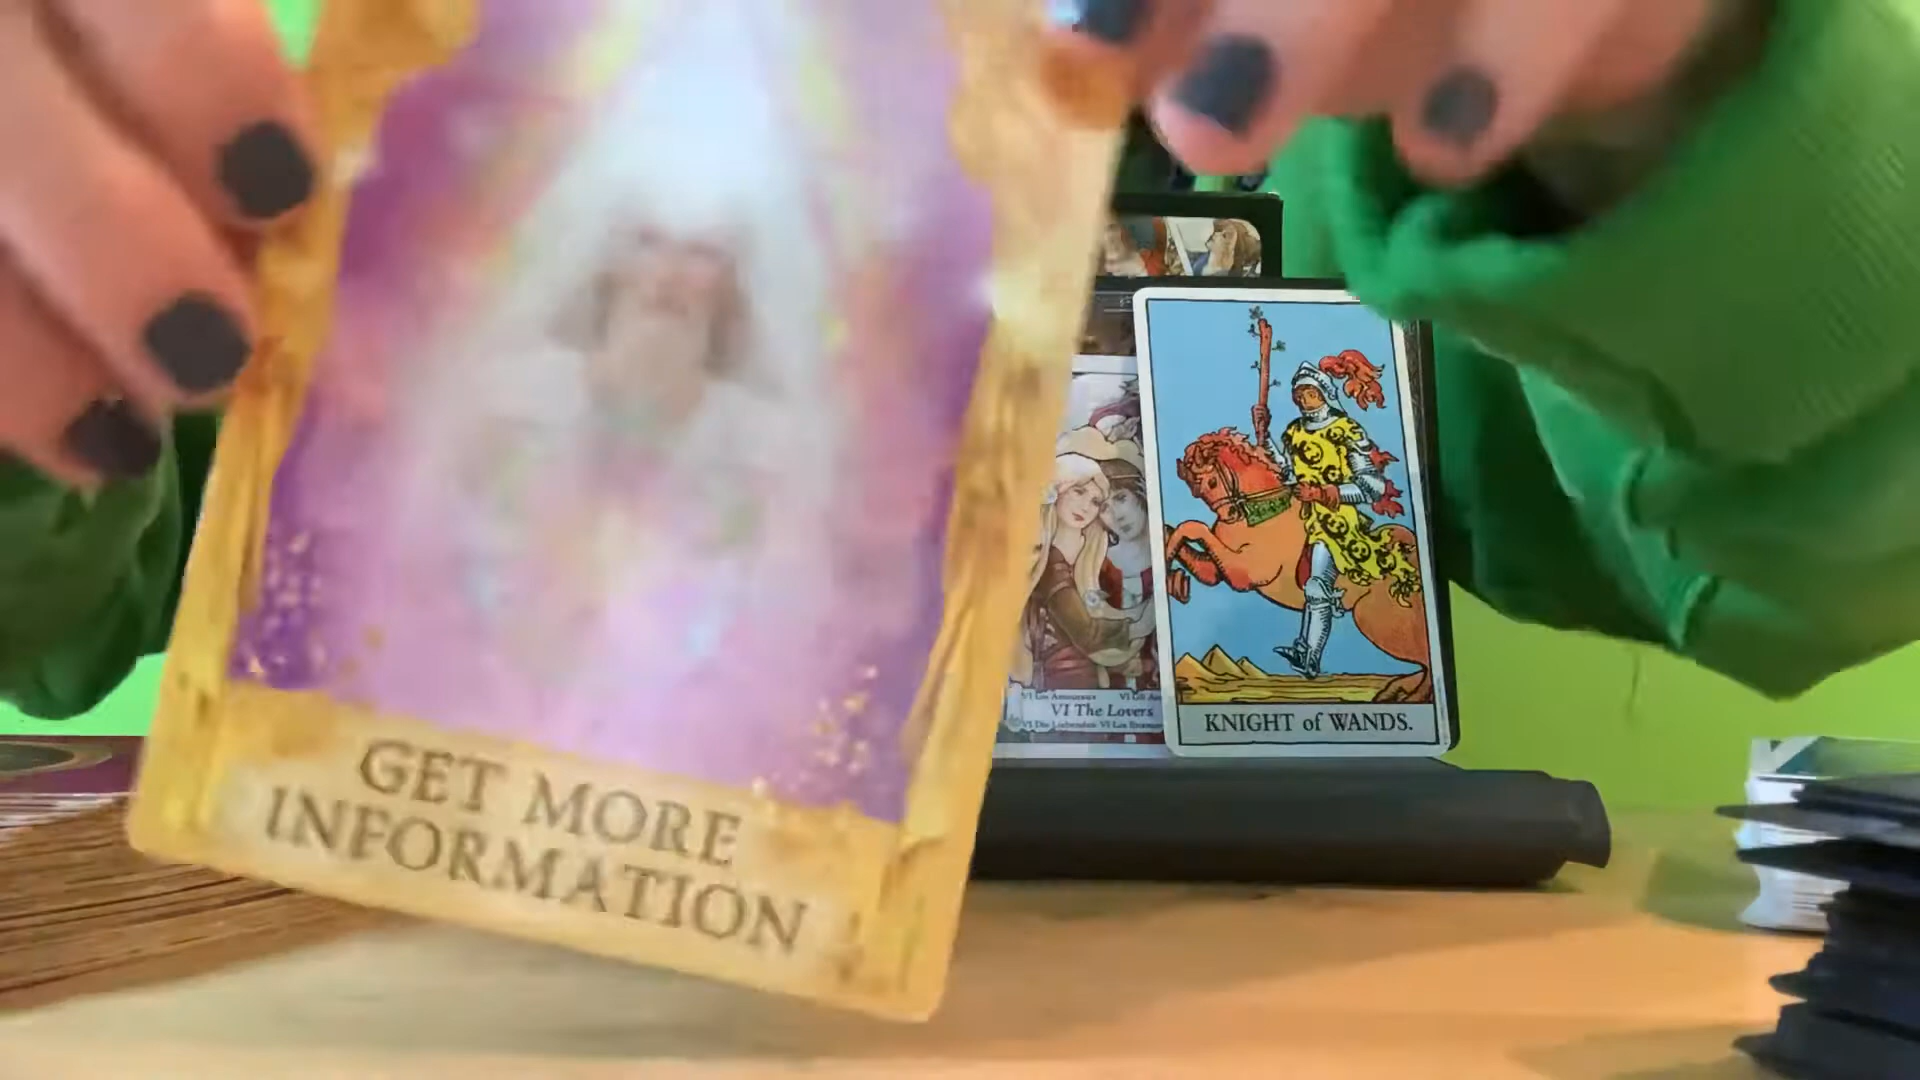 GET MORE
INFORMATION
VI The Lovers
KNIGHT of WANDS.